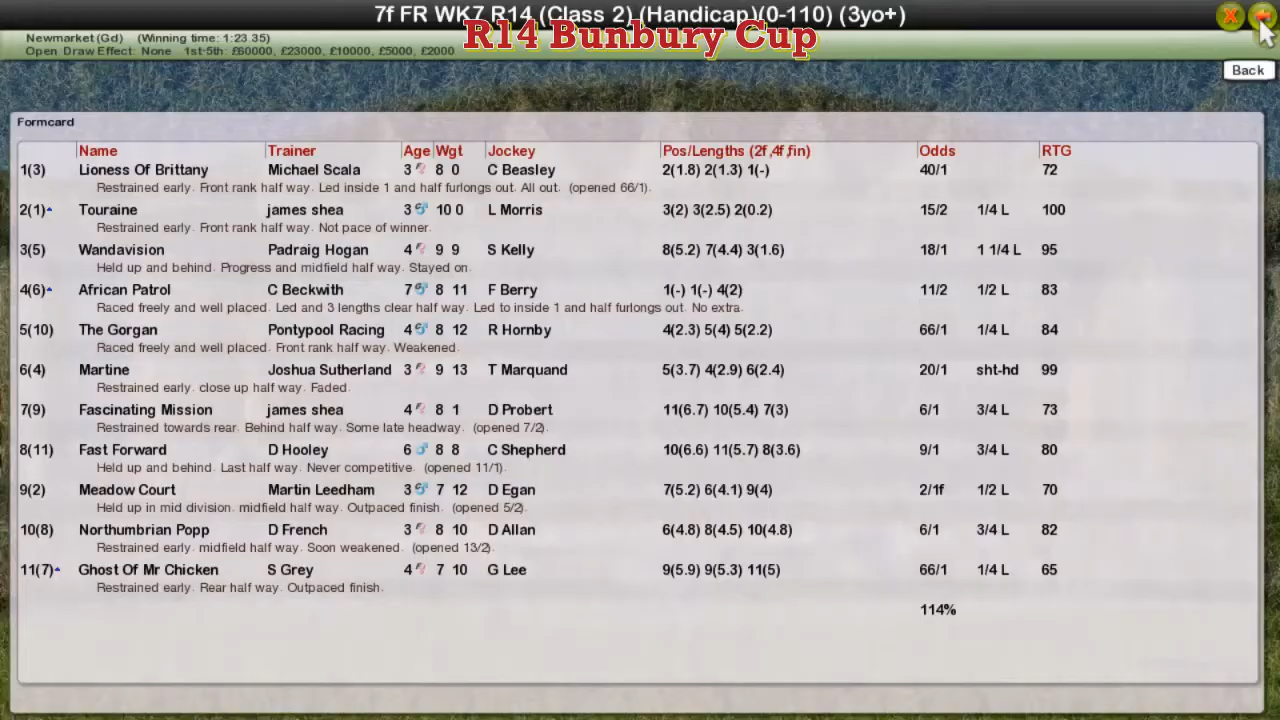 7f FR WK7 R14 (Class 2) (Handicap)(0-110) (3yo+)
Newmarket (Gd) (Winning time: 1:23.35)
R14 Bunbury Cup
Open Draw Effect: None 1st-5th: £60000, £23000, £10000, £5000, £2000
Back
Formcard
Name Trainer Age Wgt Jockey Pos/Lengths (2f,4f,fin) Odds RTG
1(3) Lioness Of Brittany Michael Scala 3 8 0 C Beasley 2(1.8) 2(1.3) 1(-) 40/1 72
Restrained early. Front rank half way. Led inside 1 and half furlongs out. All out. (opened 66/1).
2(1) Touraine james shea 3 10 0 L Morris 3(2) 3(2.5) 2(0.2) 15/2 1/4 L 100
Restrained early. Front rank half way. Not pace of winner.
3(5) Wandavision Padraig Hogan 4 9 9 S Kelly 8(5.2) 7(4.4) 3(1.6) 18/1 1 1/4 L 95
Held up and behind. Progress and midfield half way. Stayed on.
4(6) African Patrol C Beckwith 7 8 11 F Berry 1(-) 1(-) 4(2) 11/2 1/2 L 83
Raced freely and well placed. Led and 3 lengths clear half way. Led to inside 1 and half furlongs out. No extra.
5(10) The Gorgan Pontypool Racing 4 8 12 R Hornby 4(2.3) 5(4) 5(2.2) 66/1 1/4 L 84
Raced freely and well placed. Front rank half way. Weakened.
6(4) Martine Joshua Sutherland 3 9 13 T Marquand 5(3.7) 4(2.9) 6(2.4) 20/1 sht-hd 99
Restrained early. close up half way. Faded.
7(9) Fascinating Mission james shea 4 8 1 D Probert 11(6.7) 10(5.4) 7(3) 6/1 3/4 L 73
Restrained towards rear. Behind half way. Some late headway. (opened 7/2).
8(11) Fast Forward D Hooley 6 8 8 C Shepherd 10(6.6) 11(5.7) 8(3.6) 9/1 3/4 L 80
Held up and behind. Last half way. Never competitive. (opened 11/1).
9(2) Meadow Court Martin Leedham 3 7 12 D Egan 7(5.2) 6(4.1) 9(4) 2/1f 1/2 L 70
Held up in mid division. midfield half way. Outpaced finish. (opened 5/2).
10(8) Northumbrian Popp D French 3 8 10 D Allan 6(4.8) 8(4.5) 10(4.8) 6/1 3/4 L 82
Restrained early. midfield half way. Soon weakened. (opened 13/2).
11(7) Ghost Of Mr Chicken S Grey 4 7 10 G Lee 9(5.9) 9(5.3) 11(5) 66/1 1/4 L 65
Restrained early. Rear half way. Outpaced finish.
114%